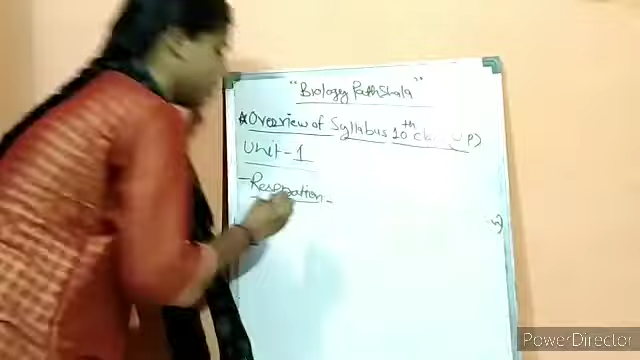 "Biology Pathshala"
*Overview of Syllabus 10th class UP)
Unit-1
- Respiration -
PowerDirector